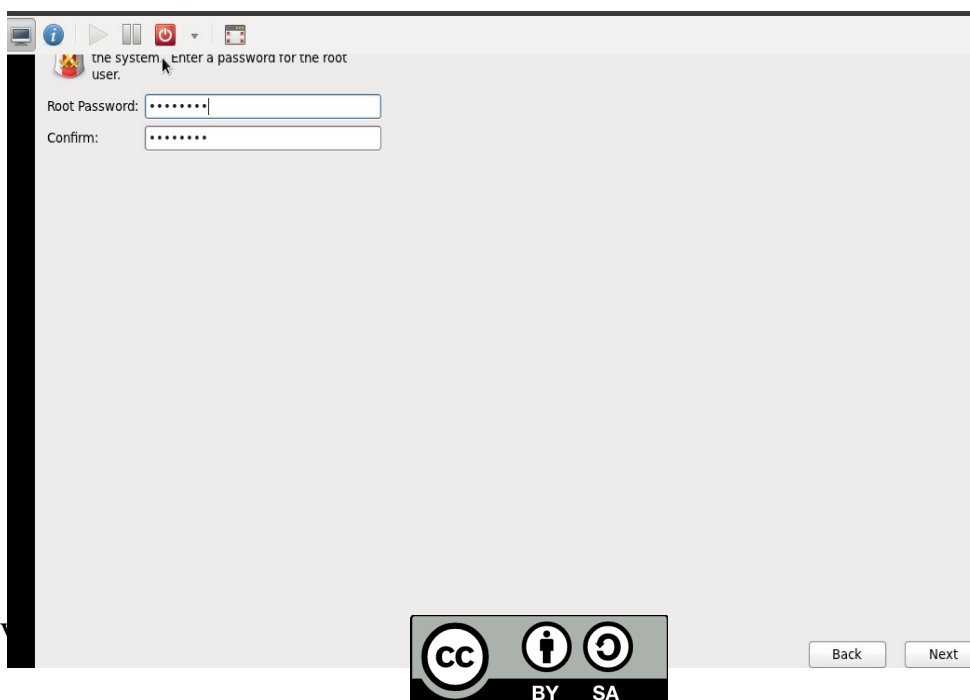 the system. Enter a password for the root
user.
Root Password: ••••••••
Confirm: ••••••••
Back Next
cc
BY SA